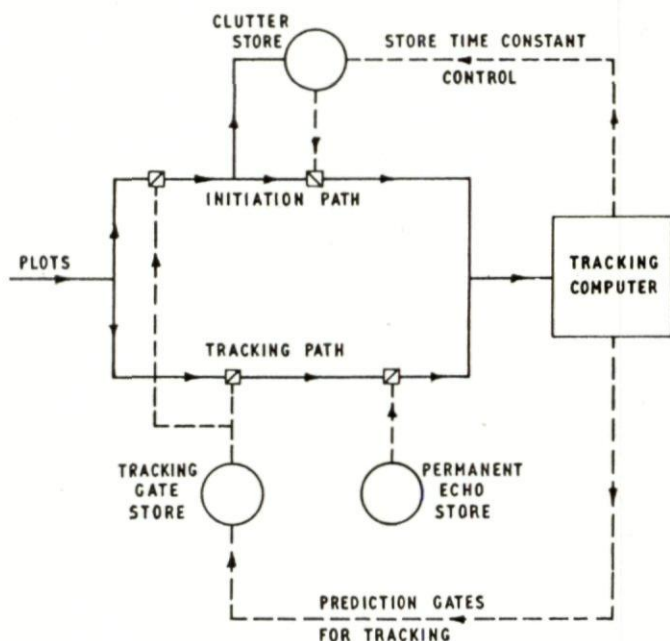 CLUTTER
STORE
STORE TIME CONSTANT
CONTROL
INITIATION PATH
PLOTS
TRACKING
COMPUTER
TRACKING PATH
TRACKING
GATE
STORE
PERMANENT
ECHO
STORE
PREDICTION GATES
FOR TRACKING